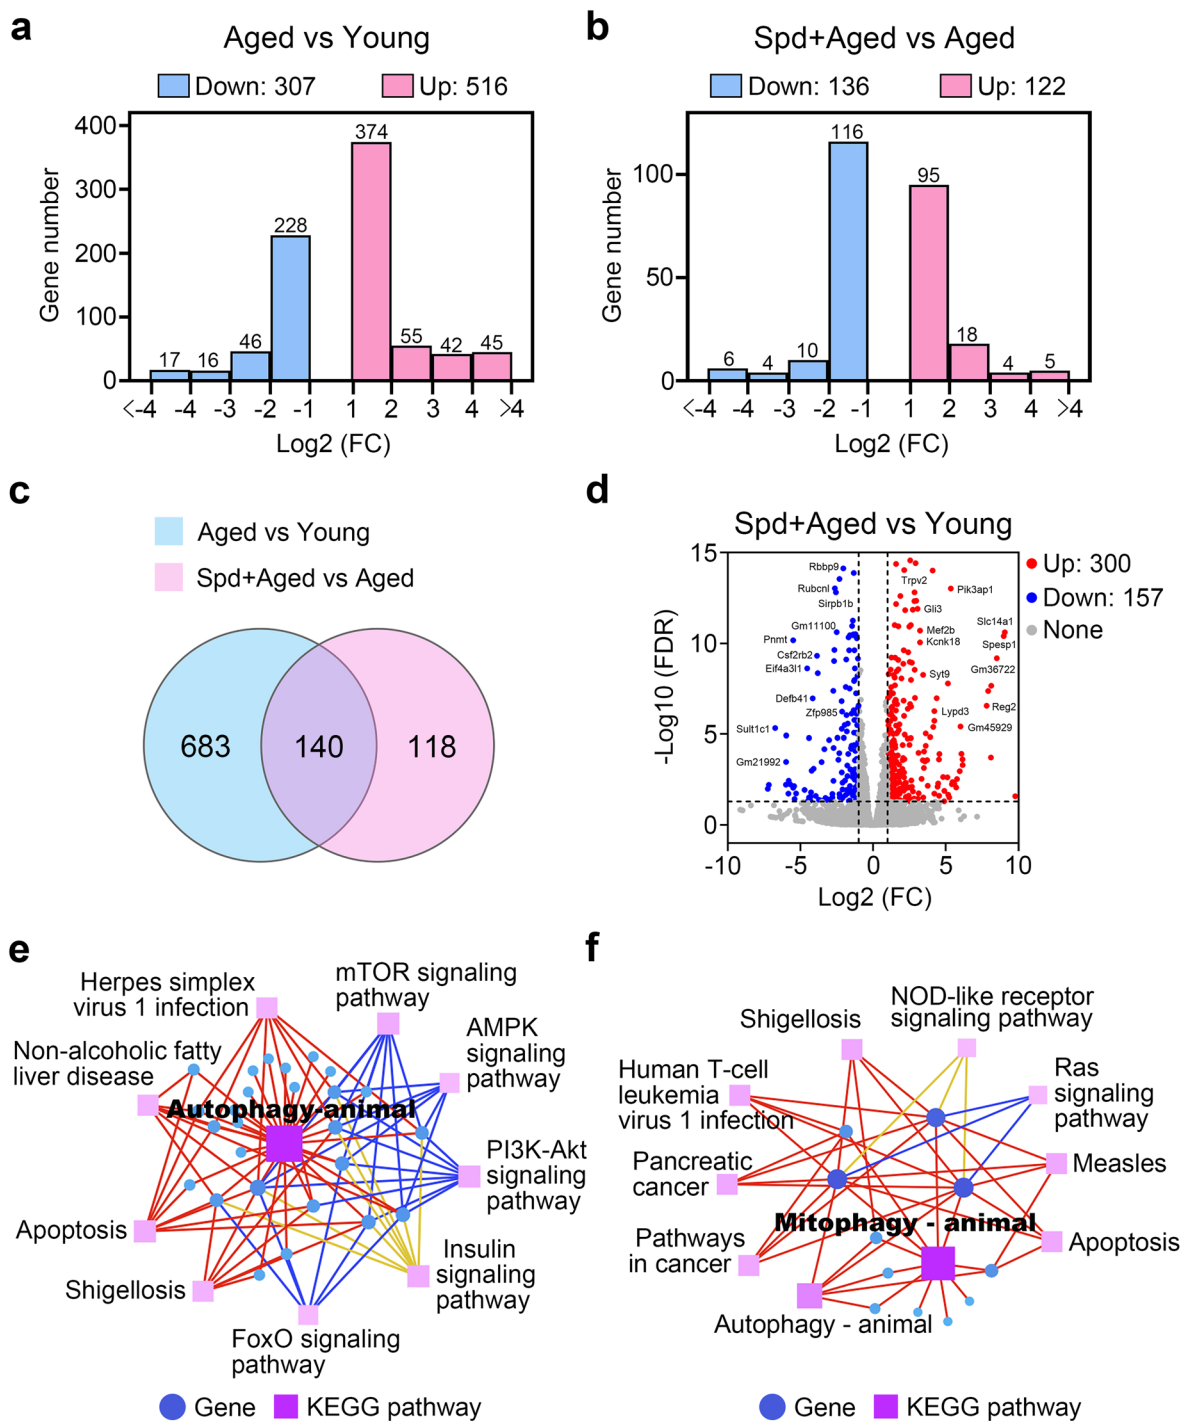 a
Aged vs Young
Down: 307
Up: 516
Gene number
400
300
200
100
0
17
16
46
228
374
55
42
45
<-4
-4
-3
-2
-1
1
2
3
4
>4
Log2 (FC)
b
Spd+Aged vs Aged
Down: 136
Up: 122
Gene number
100
50
0
6
4
10
116
95
18
4
5
<-4
-4
-3
-2
-1
1
2
3
4
>4
Log2 (FC)
c
Aged vs Young
Spd+Aged vs Aged
683
140
118
d
Spd+Aged vs Young
Up: 300
Down: 157
None
-Log10 (FDR)
15
10
5
0
Rbbp9
Rubcnl
Sirpb1b
Gm11100
Pnmt
Csf2rb2
Eif4a3l1
Defb41
Zfp985
Sult1c1
Gm21992
Trpv2
Pik3ap1
Gli3
Mef2b
Kcnk18
Slc14a1
Spesp1
Syt9
Gm36722
Lypd3
Reg2
Gm45929
-10
-5
0
5
10
Log2 (FC)
e
Herpes simplex
virus 1 infection
mTOR signaling
pathway
AMPK
signaling
pathway
Non-alcoholic fatty
liver disease
Autophagy-animal
PI3K-Akt
signaling
pathway
Apoptosis
Insulin
signaling
pathway
Shigellosis
FoxO signaling
pathway
Gene
KEGG pathway
f
NOD-like receptor
signaling pathway
Shigellosis
Human T-cell
leukemia
virus 1 infection
Ras
signaling
pathway
Pancreatic
cancer
Measles
Mitophagy - animal
Pathways
in cancer
Apoptosis
Autophagy - animal
Gene
KEGG pathway